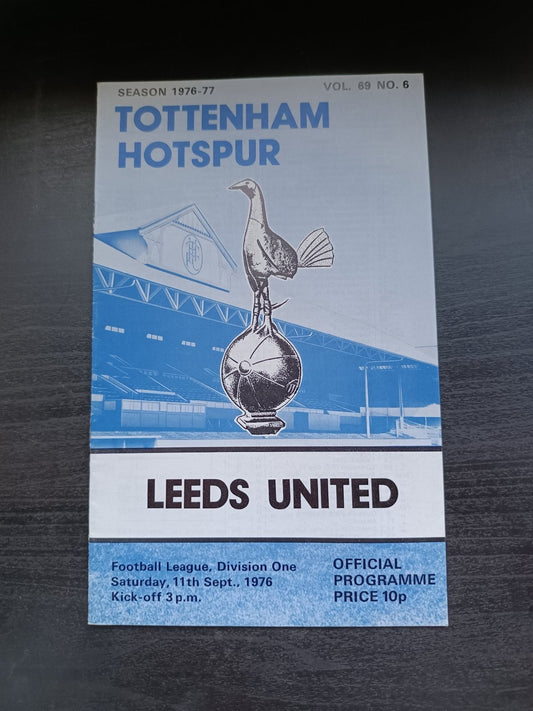 SEASON 1976-77
VOL. 69 NO. 6
TOTTENHAM
HOTSPUR
LEEDS UNITED
Football League, Division One
Saturday, 11th Sept., 1976
Kick-off 3 p.m.
OFFICIAL
PROGRAMME
PRICE 10p